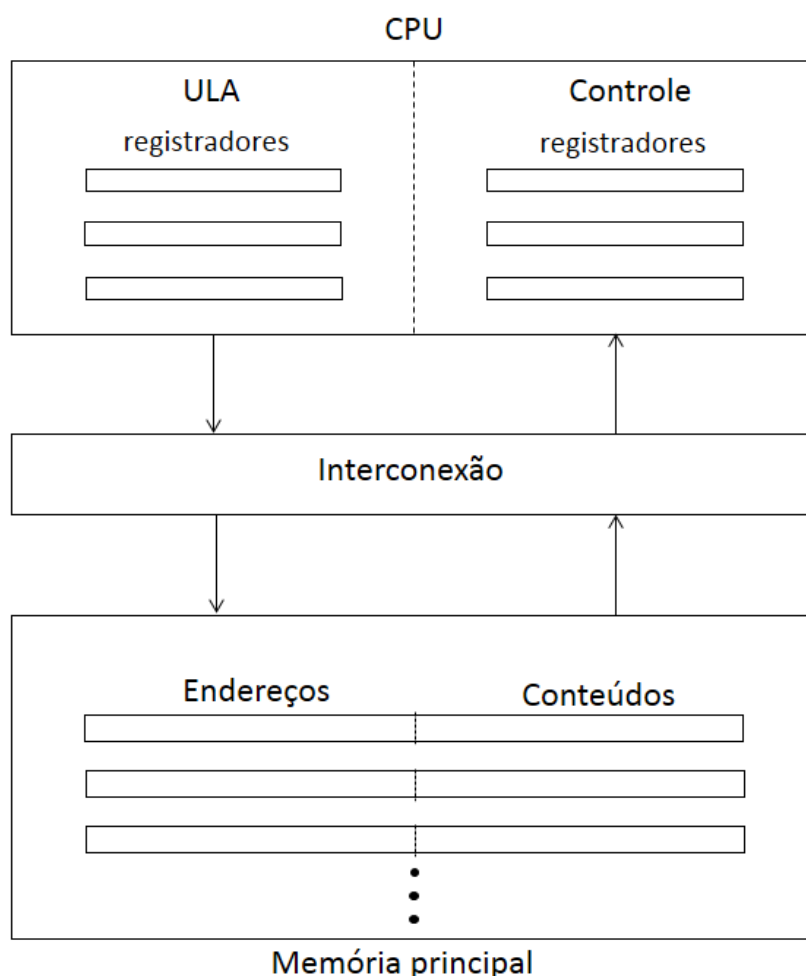 CPU
ULA
Controle
registradores
registradores
Interconexão
Endereços
Conteúdos
Memória principal